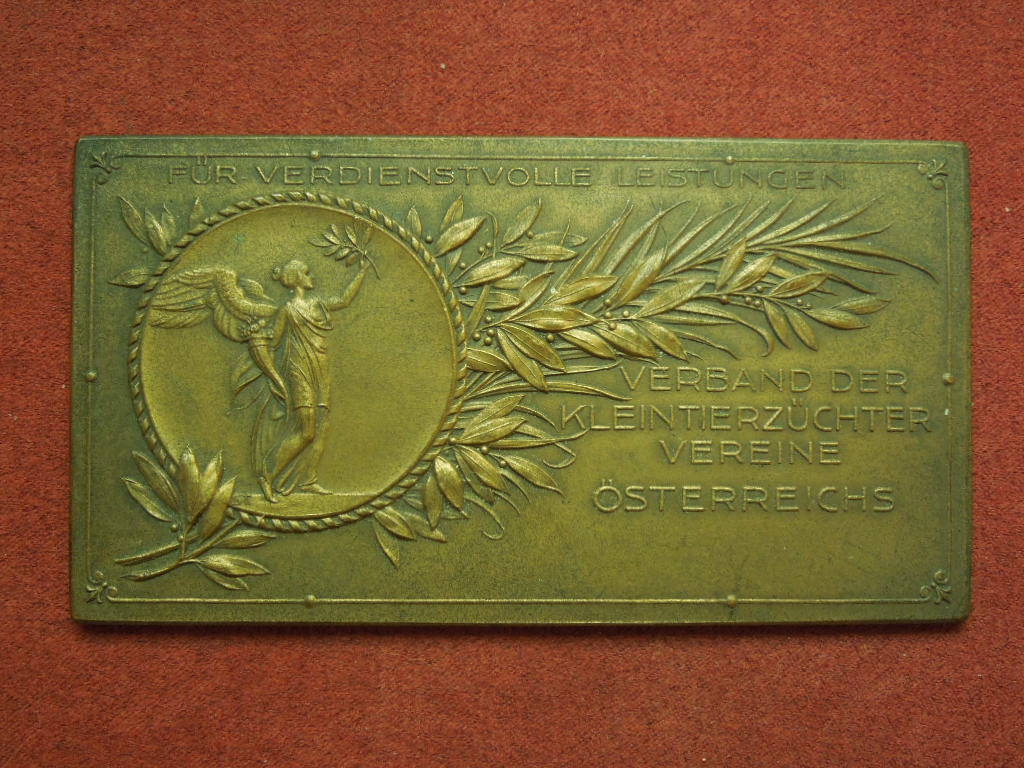 FÜR VERDIENSTVOLLE LEISTUNGEN
VERBAND DER
KLEINTIERZÜCHTER
VEREINE
ÖSTERREICHS